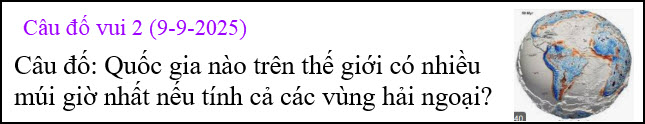 Câu đố vui 2 (9-9-2025)
Câu đố: Quốc gia nào trên thế giới có nhiều
múi giờ nhất nếu tính cả các vùng hải ngoại?
40